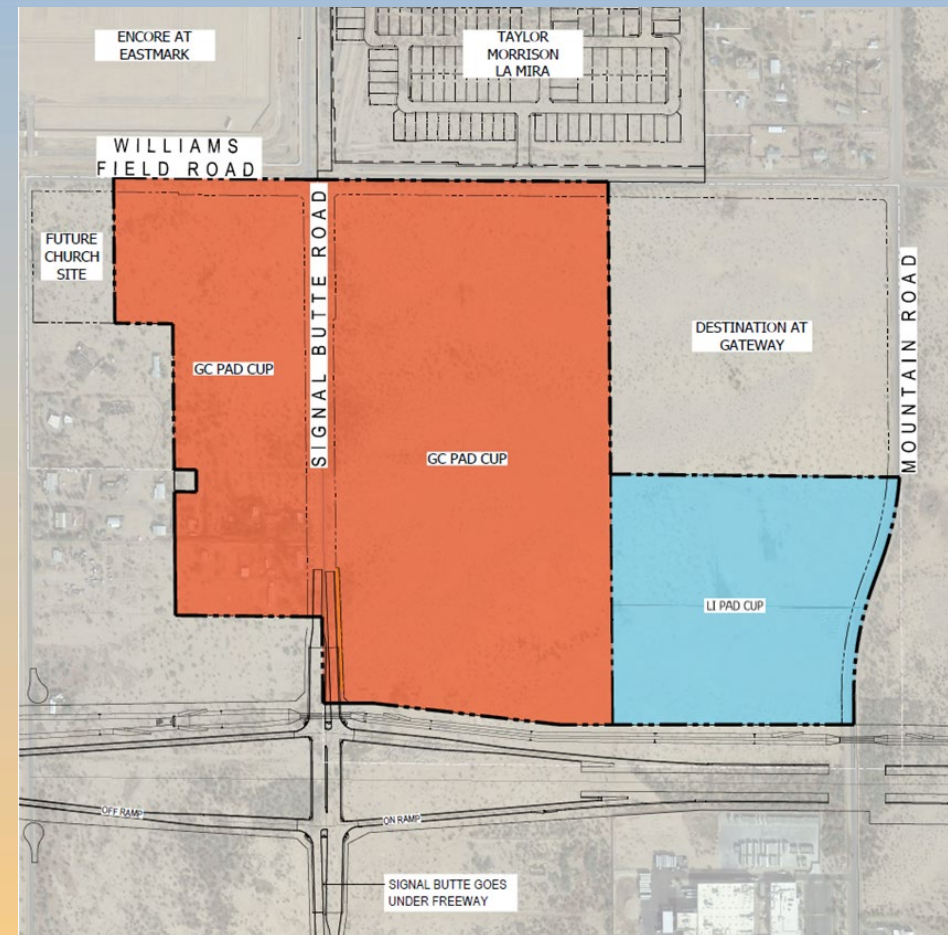 ENCORE AT
EASTMARK
TAYLOR
MORRISON
LA MIRA
WILLIAMS
FIELD ROAD
FUTURE
CHURCH
SITE
SIGNAL BUTTE ROAD
MOUNTAIN ROAD
DESTINATION AT
GATEWAY
GC PAD CUP
GC PAD CUP
LI PAD CUP
OFF RAMP
ON RAMP
SIGNAL BUTTE GOES
UNDER FREEWAY